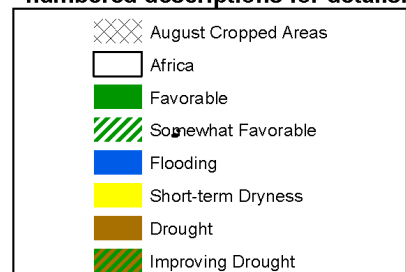 numbered descriptions for details.
August Cropped Areas
Africa
Favorable
Somewhat Favorable
Flooding
Short-term Dryness
Drought
Improving Drought